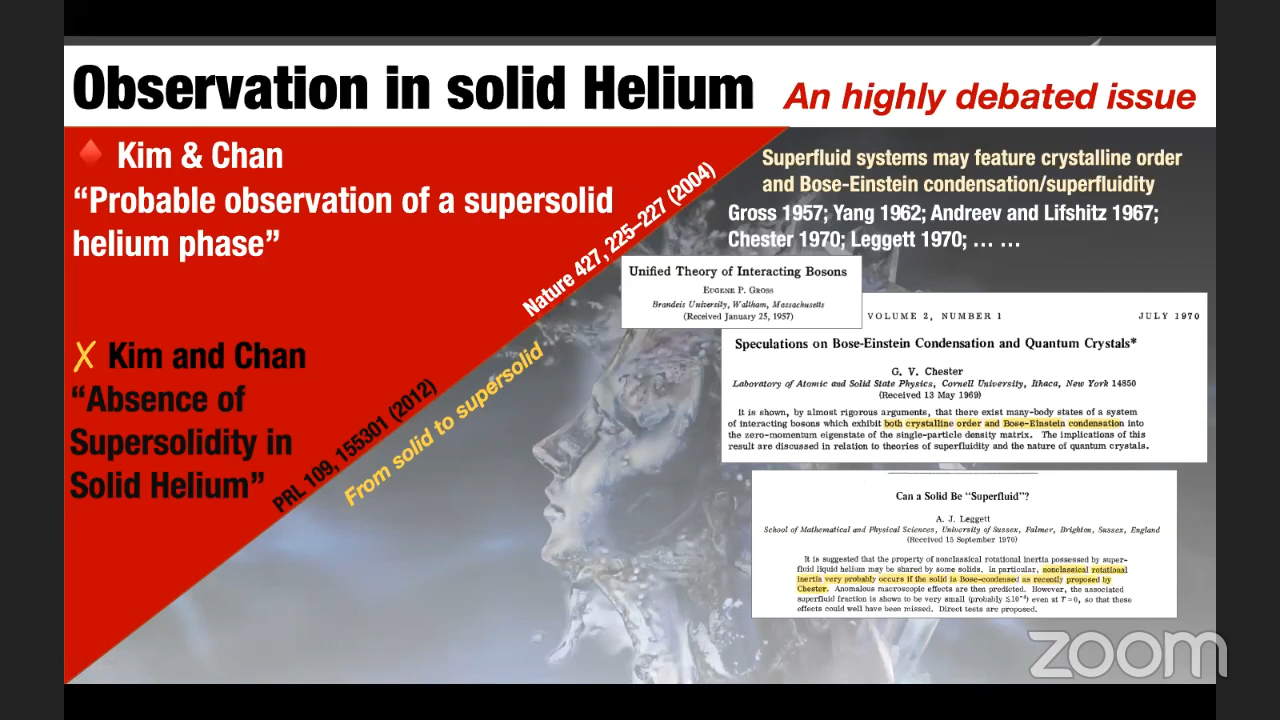 Observation in solid Helium
An highly debated issue
Kim & Chan
“Probable observation of a supersolid
helium phase”
Nature 427, 225–227 (2004)
✗ Kim and Chan
“Absence of
Supersolidity in
Solid Helium”
PRL 109, 155301 (2012)
From solid to supersolid
Superfluid systems may feature crystalline order
and Bose-Einstein condensation/superfluidity
Gross 1957; Yang 1962; Andreev and Lifshitz 1967;
Chester 1970; Leggett 1970; … …
Unified Theory of Interacting Bosons
Eugene P. Gross
Brandeis University, Waltham, Massachusetts
(Received January 25, 1957)
VOLUME 2, NUMBER 1 JULY 1970
Speculations on Bose-Einstein Condensation and Quantum Crystals*
G. V. Chester
Laboratory of Atomic and Solid State Physics, Cornell University, Ithaca, New York 14850
(Received 13 May 1969)
It is shown, by almost rigorous arguments, that there exist many-body states of a system
of interacting bosons which exhibit both crystalline order and Bose-Einstein condensation into
the zero-momentum eigenstate of the single-particle density matrix. The implications of this
result are discussed in relation to theories of superfluidity and the nature of quantum crystals.
Can a Solid Be “Superfluid”?
A. J. Leggett
School of Mathematical and Physical Sciences, University of Sussex, Falmer, Brighton, Sussex, England
(Received 15 September 1970)
It is suggested that the property of nonclassical rotational inertia possessed by super-
fluid liquid helium may be shared by some solids. In particular, nonclassical rotational
inertia very probably occurs if the solid is Bose-condensed as recently proposed by
Chester. Anomalous macroscopic effects are then predicted. However, the associated
superfluid fraction is shown to be very small (probably ≲10⁻⁴) even at T=0, so that these
effects could well have been missed. Direct tests are proposed.
zoom